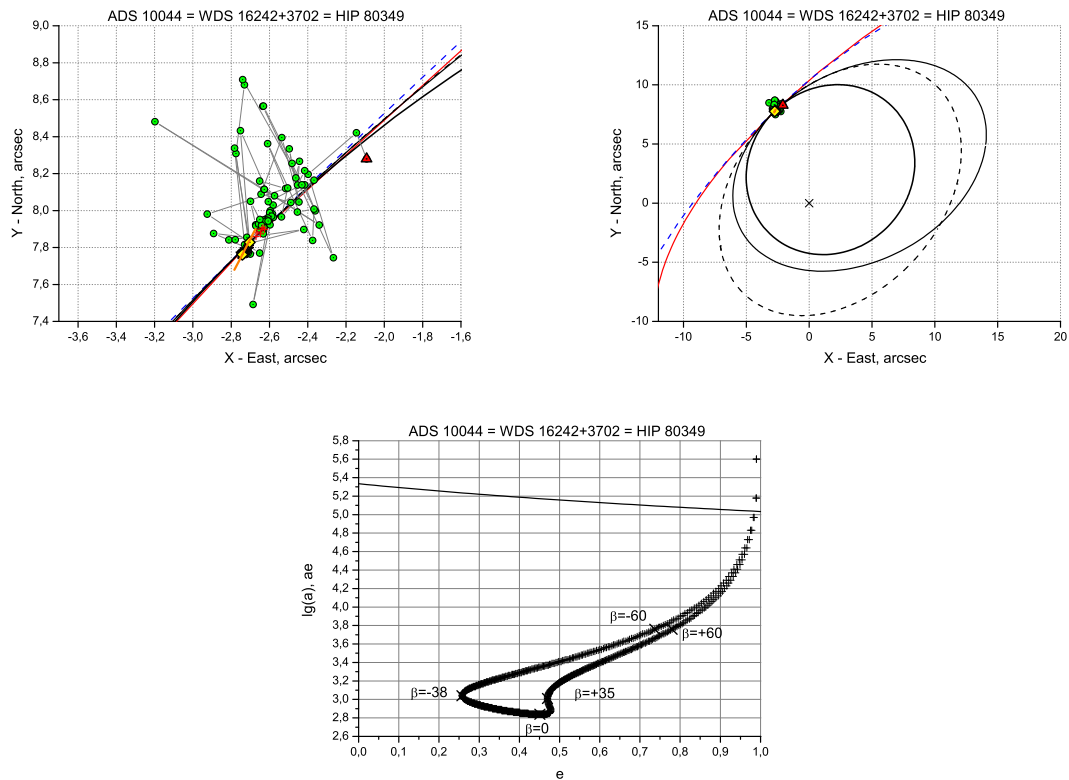 ADS 10044 = WDS 16242+3702 = HIP 80349
9,0
8,8
8,6
8,4
8,2
8,0
7,8
7,6
7,4
Y - North, arcsec
-3,6 -3,4 -3,2 -3,0 -2,8 -2,6 -2,4 -2,2 -2,0 -1,8 -1,6
X - East, arcsec
ADS 10044 = WDS 16242+3702 = HIP 80349
15
10
5
0
-5
-10
Y - North, arcsec
-10 -5 0 5 10 15 20
X - East, arcsec
ADS 10044 = WDS 16242+3702 = HIP 80349
5,8
5,6
5,4
5,2
5,0
4,8
4,6
4,4
4,2
4,0
3,8
3,6
3,4
3,2
3,0
2,8
2,6
lg(a), ae
β=-60
β=+60
β=-38
β=+35
β=0
0,0 0,1 0,2 0,3 0,4 0,5 0,6 0,7 0,8 0,9 1,0
e